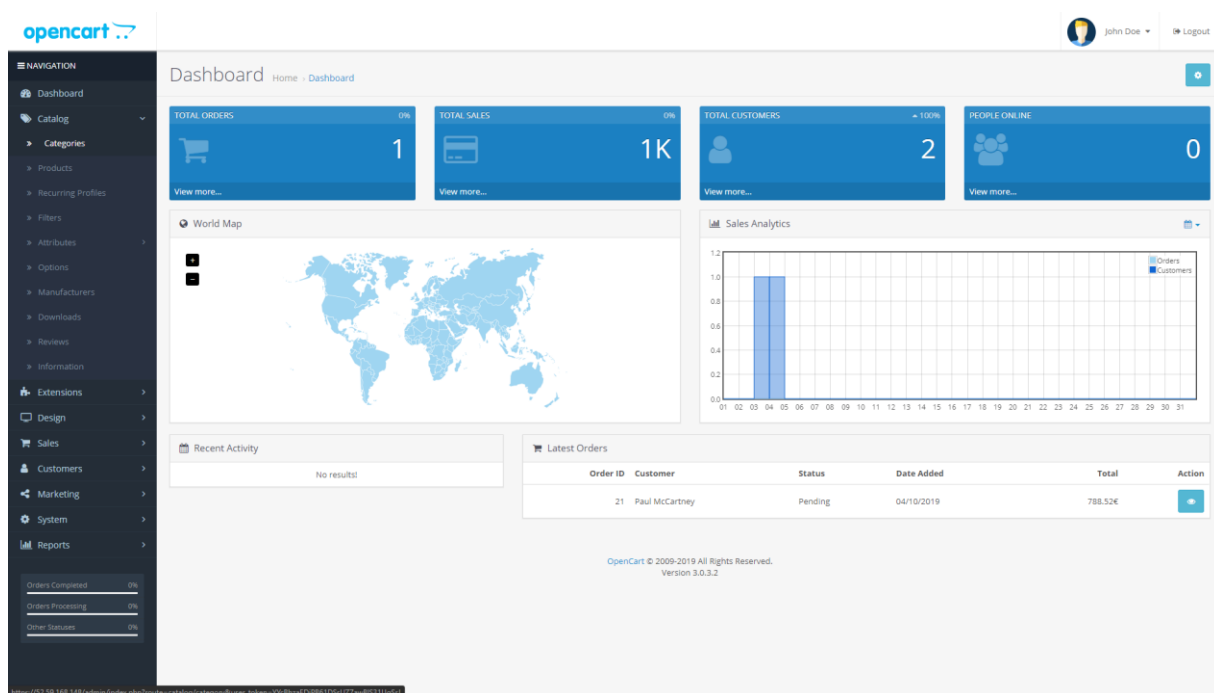 opencart
John Doe
Logout
NAVIGATION
Dashboard
Catalog
» Categories
» Products
» Recurring Profiles
» Filters
» Attributes
» Options
» Manufacturers
» Downloads
» Reviews
» Information
Extensions
Design
Sales
Customers
Marketing
System
Reports
Orders Completed 0%
Orders Processing 0%
Other Statuses 0%
Dashboard Home › Dashboard
TOTAL ORDERS 0%
1
View more...
TOTAL SALES 0%
1K
View more...
TOTAL CUSTOMERS 100%
2
View more...
PEOPLE ONLINE
0
View more...
World Map
+
-
Sales Analytics
Orders
Customers
1.2
1.0
0.8
0.6
0.4
0.2
0.0
01 02 03 04 05 06 07 08 09 10 11 12 13 14 15 16 17 18 19 20 21 22 23 24 25 26 27 28 29 30 31
Recent Activity
No results!
Latest Orders
Order ID Customer Status Date Added Total Action
21 Paul McCartney Pending 04/10/2019 788.52€
OpenCart © 2009-2019 All Rights Reserved.
Version 3.0.3.2